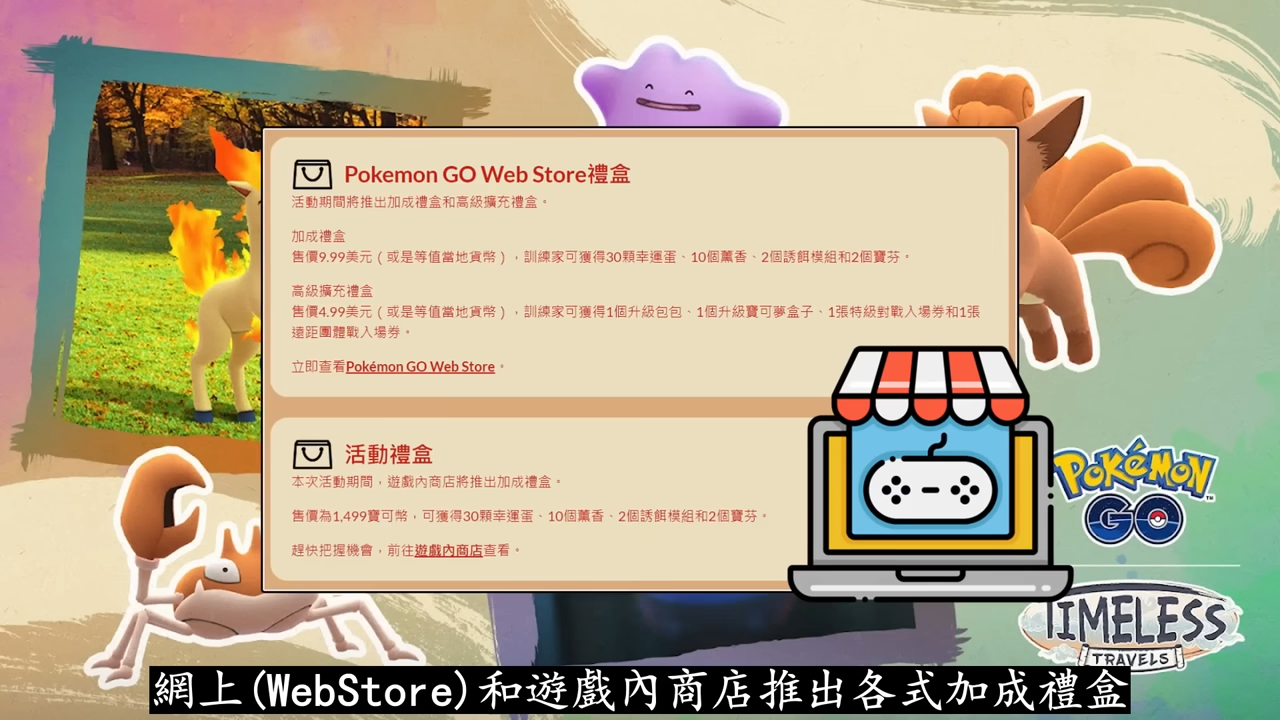 Pokemon GO Web Store禮盒
活動期間將推出加成禮盒和高級擴充禮盒。
加成禮盒
售價9.99美元（或是等值當地貨幣），訓練家可獲得30顆幸運蛋、10個薰香、2個誘餌模組和2個寶芬。
高級擴充禮盒
售價4.99美元（或是等值當地貨幣），訓練家可獲得1個升級包包、1個升級寶可夢盒子、1張特級對戰入場券和1張
遠距團體戰入場券。
立即查看Pokémon GO Web Store。
活動禮盒
本次活動期間，遊戲內商店將推出加成禮盒。
售價為1,499寶可幣，可獲得30顆幸運蛋、10個薰香、2個誘餌模組和2個寶芬。
趕快把握機會，前往遊戲內商店查看。
POKéMON
GO
TIMELESS
TRAVELS
網上(WebStore)和遊戲內商店推出各式加成禮盒